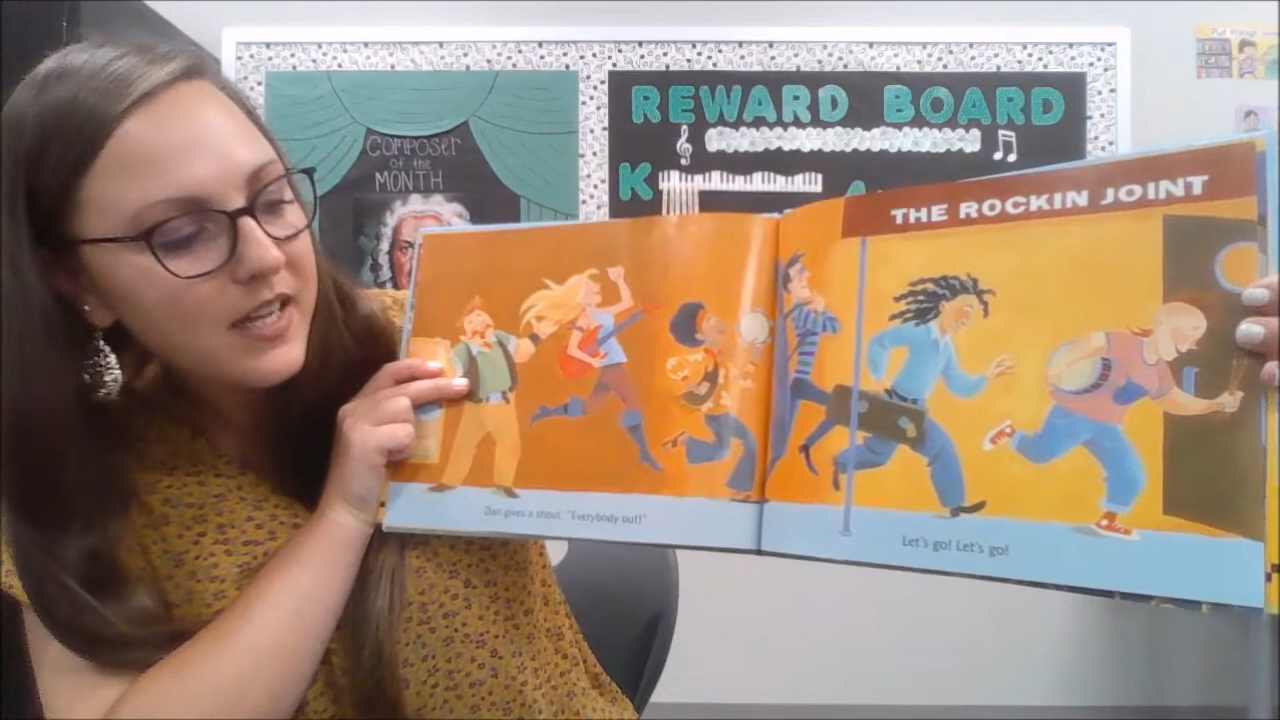 COMPOSER
OF the
MONTH
REWARD BOARD
K
THE ROCKIN JOINT
Dan gives a shout: "Everybody out!"
Let's go! Let's go!